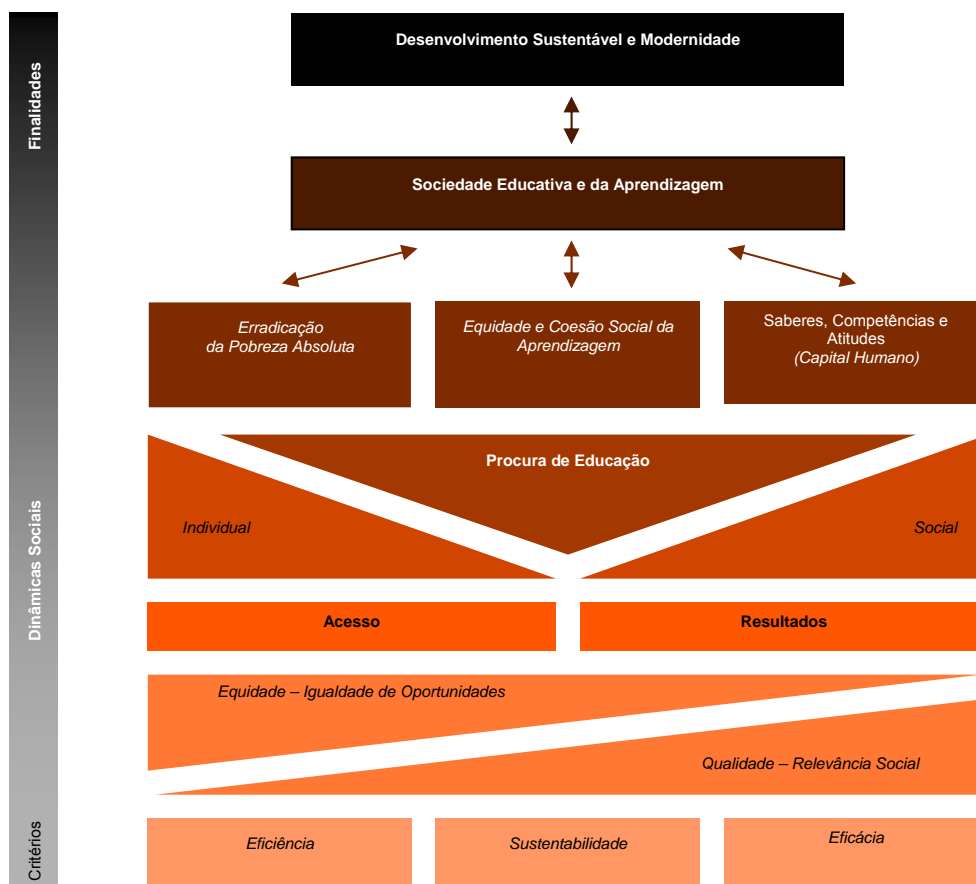 Finalidades
Desenvolvimento Sustentável e Modernidade
Sociedade Educativa e da Aprendizagem
Erradicação
da Pobreza Absoluta
Equidade e Coesão Social da
Aprendizagem
Saberes, Competências e
Atitudes
(Capital Humano)
Dinâmicas Sociais
Procura de Educação
Individual
Social
Acesso
Resultados
Equidade – Igualdade de Oportunidades
Qualidade – Relevância Social
Critérios
Eficiência
Sustentabilidade
Eficácia